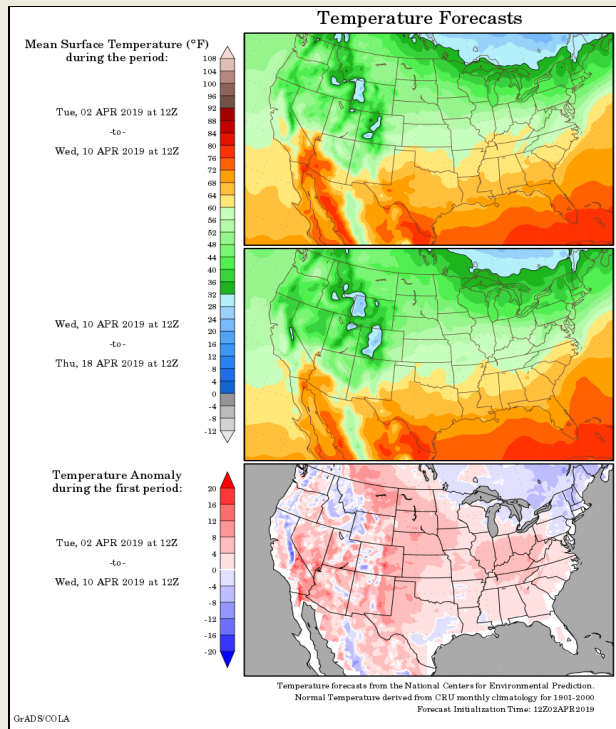 Temperature Forecasts
Mean Surface Temperature (°F)
during the period:
Tue, 02 APR 2019 at 12Z
-to-
Wed, 10 APR 2019 at 12Z
108
104
100
96
92
88
84
80
76
72
68
64
60
56
52
48
44
40
36
32
28
24
20
16
12
8
4
0
-4
-8
-12
Wed, 10 APR 2019 at 12Z
-to-
Thu, 18 APR 2019 at 12Z
Temperature Anomaly
during the first period:
Tue, 02 APR 2019 at 12Z
-to-
Wed, 10 APR 2019 at 12Z
20
16
12
8
4
0
-4
-8
-12
-16
-20
Temperature forecasts from the National Centers for Environmental Prediction.
Normal Temperature derived from CRU monthly climatology for 1901-2000
Forecast Initialization Time: 12Z02APR2019
GrADS/COLA